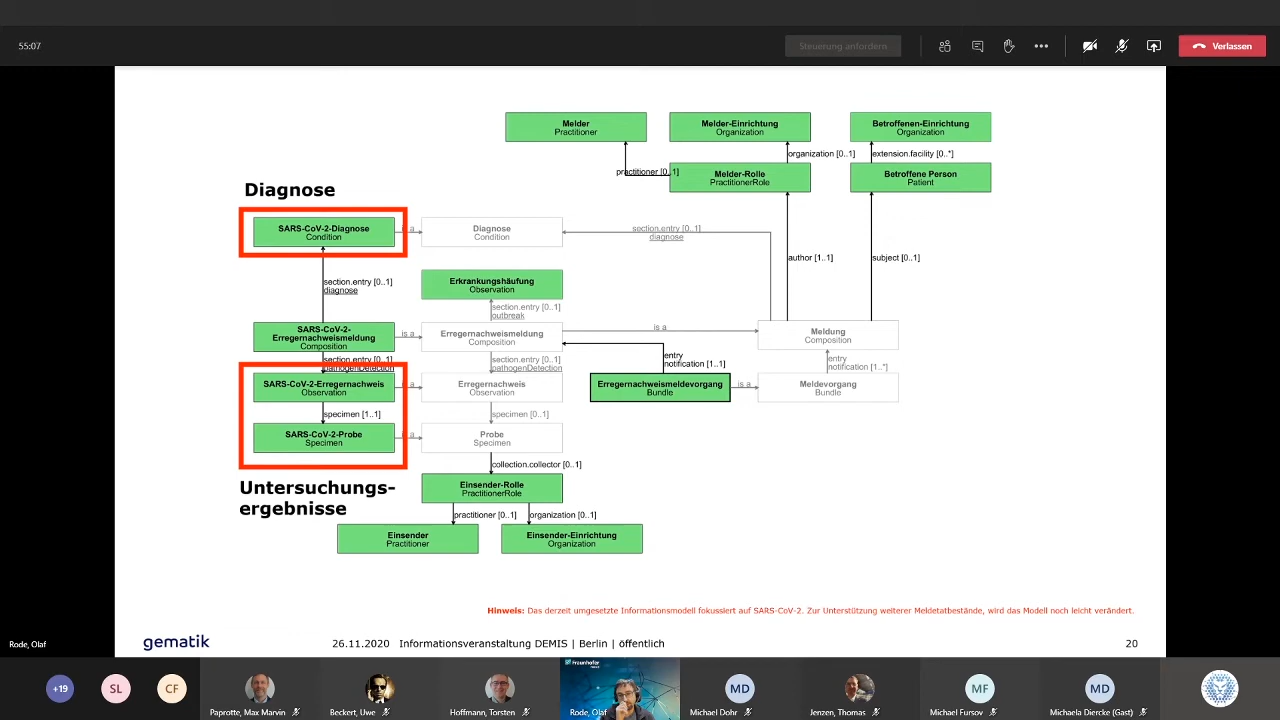 55:07
Steuerung anfordern
Verlassen
Melder
Practitioner
Melder-Einrichtung
Organization
Betroffenen-Einrichtung
Organization
practitioner [0..1]
organization [0..1]
extension.facility [0..*]
Melder-Rolle
PractitionerRole
Betroffene Person
Patient
Diagnose
SARS-CoV-2-Diagnose
Condition
is a
Diagnose
Condition
section.entry [0..1]
diagnose
author [1..1]
subject [0..1]
section.entry [0..1]
diagnose
Erkrankungshäufung
Observation
section.entry [0..1]
outbreak
SARS-CoV-2-
Erregernachweismeldung
Composition
is a
Erregernachweismeldung
Composition
is a
Meldung
Composition
section.entry [0..1]
pathogenDetection
section.entry [0..1]
pathogenDetection
entry
notification [1..1]
entry
notification [1..*]
SARS-CoV-2-Erregernachweis
Observation
is a
Erregernachweis
Observation
Erregernachweismeldevorgang
Bundle
is a
Meldevorgang
Bundle
specimen [1..1]
specimen [0..1]
SARS-CoV-2-Probe
Specimen
is a
Probe
Specimen
collection.collector [0..1]
Untersuchungs-
ergebnisse
Einsender-Rolle
PractitionerRole
practitioner [0..1]
organization [0..1]
Einsender
Practitioner
Einsender-Einrichtung
Organization
Hinweis: Das derzeit umgesetzte Informationsmodell fokussiert auf SARS-CoV-2. Zur Unterstützung weiterer Meldetatbestände, wird das Modell noch leicht verändert.
Rode, Olaf
gematik
26.11.2020 Informationsveranstaltung DEMIS | Berlin | öffentlich
20
+19
SL
CF
Paprotte, Max Marvin
Beckert, Uwe
Hoffmann, Torsten
Fraunhofer
Rode, Olaf
MD
Michael Dohr
Jenzen, Thomas
MF
Michael Fursov
MD
Michaela Diercke (Gast)